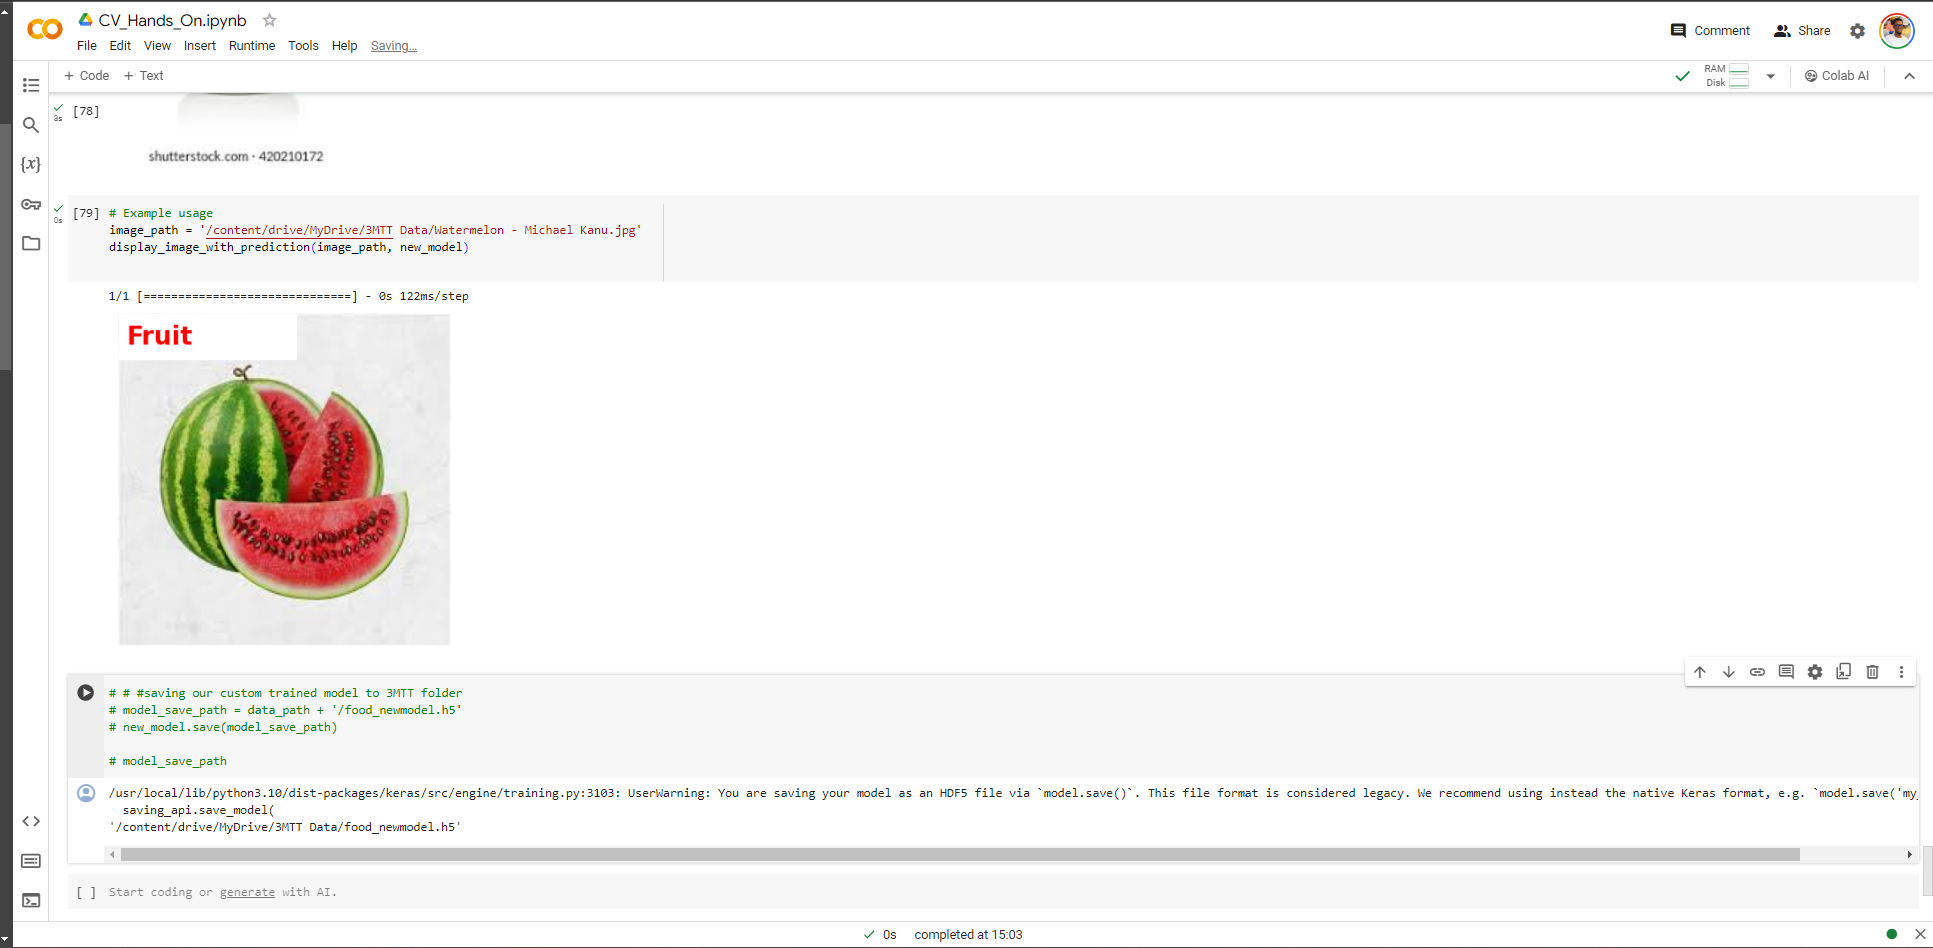 CV_Hands_On.ipynb
File Edit View Insert Runtime Tools Help Saving...
Comment Share
+ Code + Text
RAM
Disk
Colab AI
3s
[78]
shutterstock.com · 420210172
0s
[79] # Example usage
image_path = '/content/drive/MyDrive/3MTT Data/Watermelon - Michael Kanu.jpg'
display_image_with_prediction(image_path, new_model)
1/1 [==============================] - 0s 122ms/step
Fruit
# # #saving our custom trained model to 3MTT folder
# model_save_path = data_path + '/food_newmodel.h5'
# new_model.save(model_save_path)
# model_save_path
/usr/local/lib/python3.10/dist-packages/keras/src/engine/training.py:3103: UserWarning: You are saving your model as an HDF5 file via `model.save()`. This file format is considered legacy. We recommend using instead the native Keras format, e.g. `model.save('my_
saving_api.save_model(
'/content/drive/MyDrive/3MTT Data/food_newmodel.h5'
[ ] Start coding or generate with AI.
0s completed at 15:03